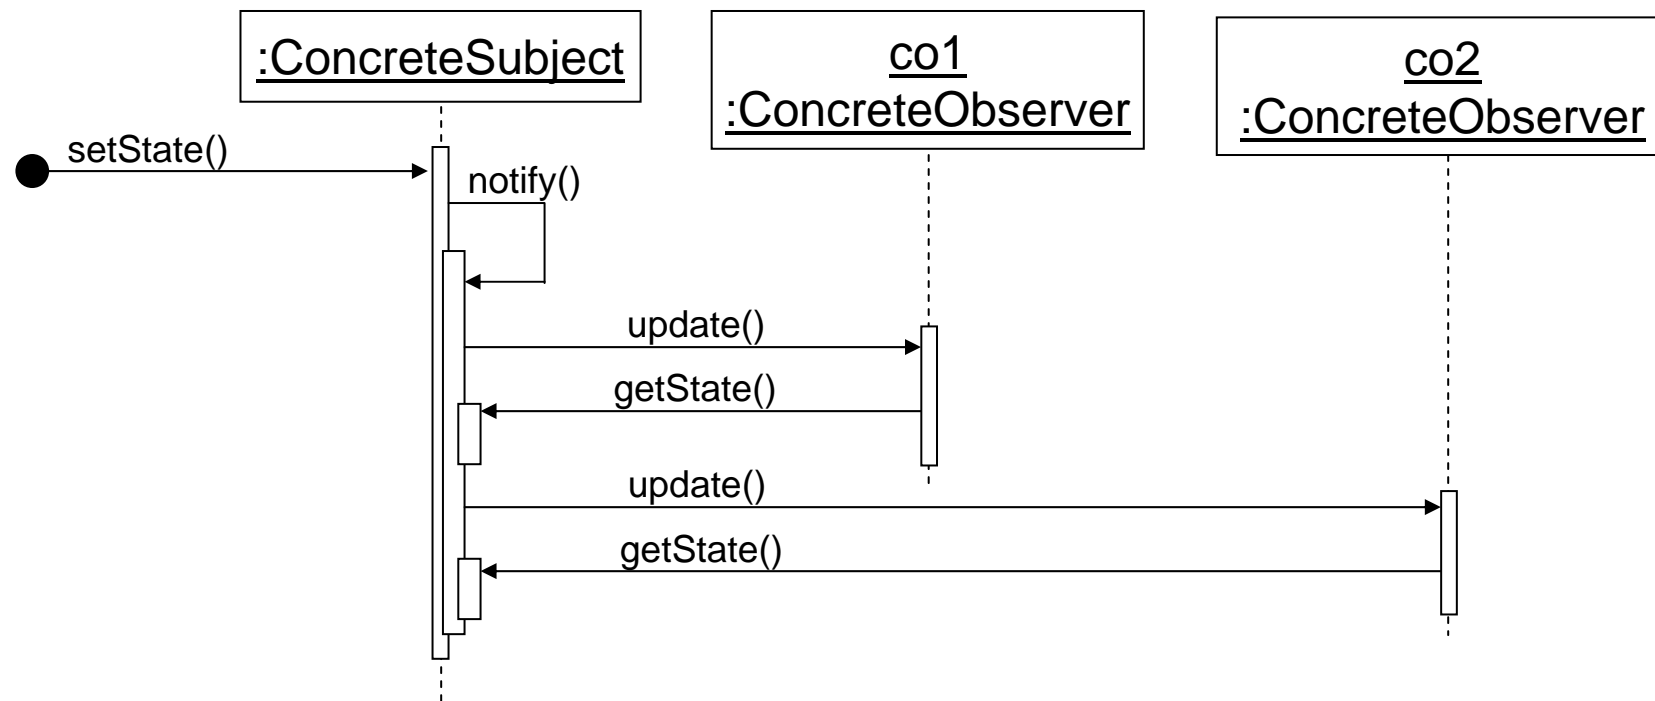 :ConcreteSubject
co1
:ConcreteObserver
co2
:ConcreteObserver
setState()
notify()
update()
getState()
update()
getState()